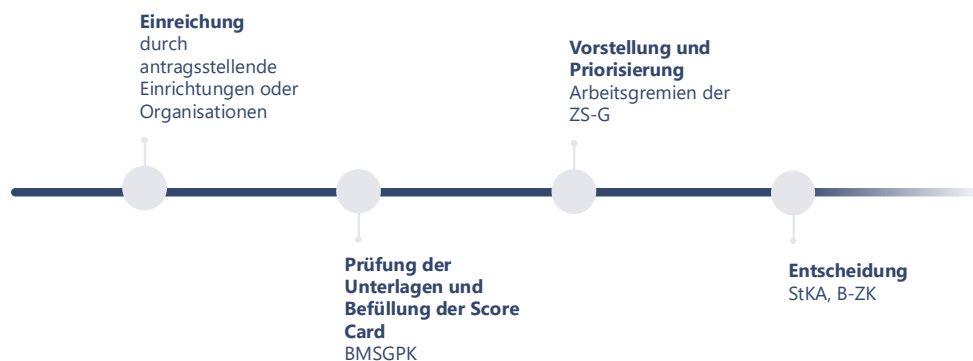 Einreichung
durch
antragsstellende
Einrichtungen oder
Organisationen
Prüfung der
Unterlagen und
Befüllung der Score
Card
BMSGPK
Vorstellung und
Priorisierung
Arbeitsgremien der
ZS-G
Entscheidung
StKA, B-ZK